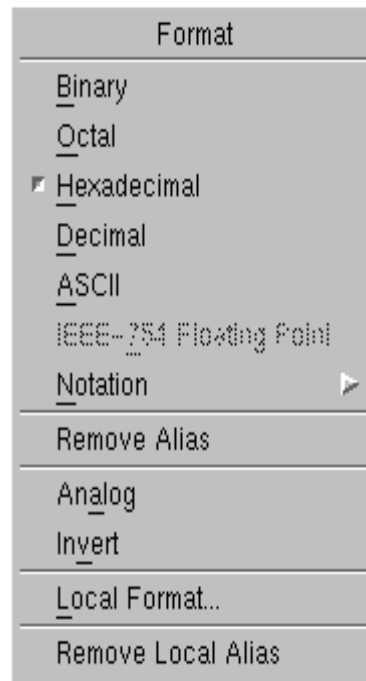 Format
Binary
Octal
Hexadecimal
Decimal
ASCII
IEEE-754 Floating Point
Notation
Remove Alias
Analog
Invert
Local Format...
Remove Local Alias